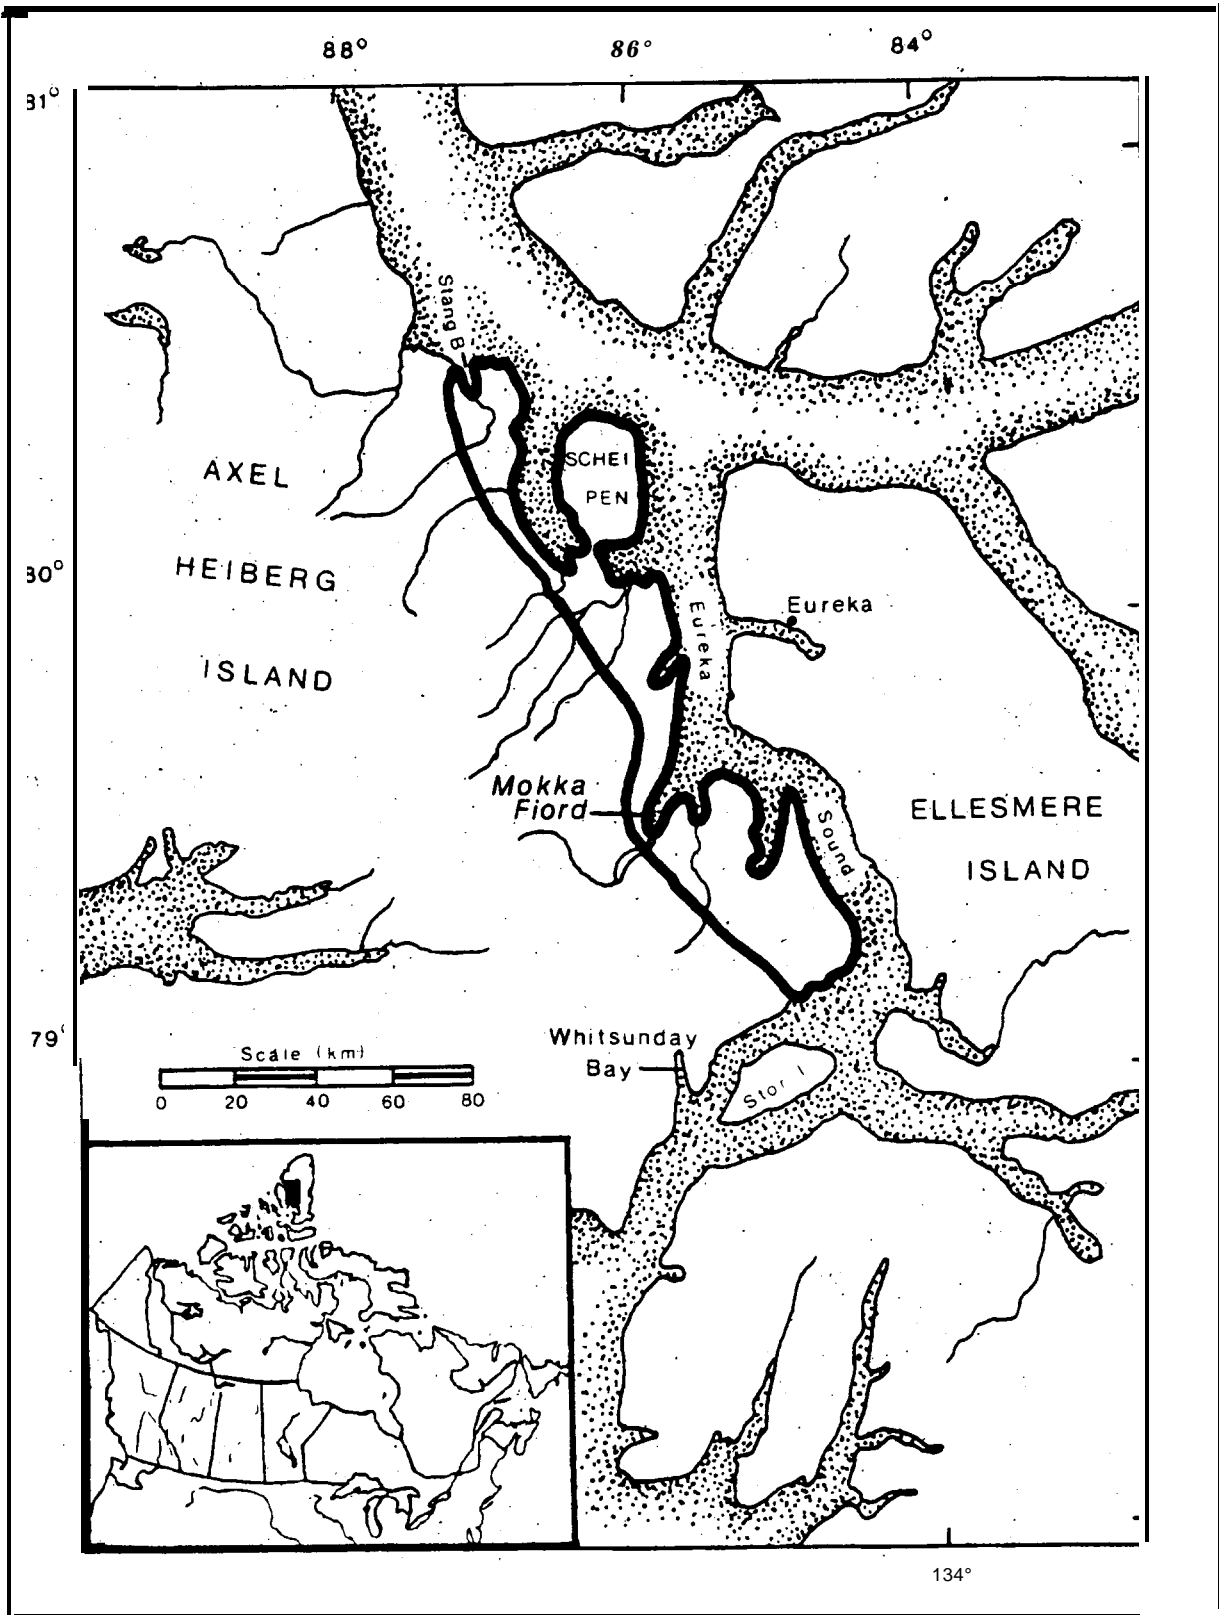 88° 86° 84°
81°
Stang B
SCHEI
PEN
AXEL
HEIBERG
ISLAND
80°
Eureka
Eureka
Sound
Mokka
Fiord
ELLESMERE
ISLAND
79°
Whitsunday
Bay
Stor I
Scale (km)
0 20 40 60 80
134°